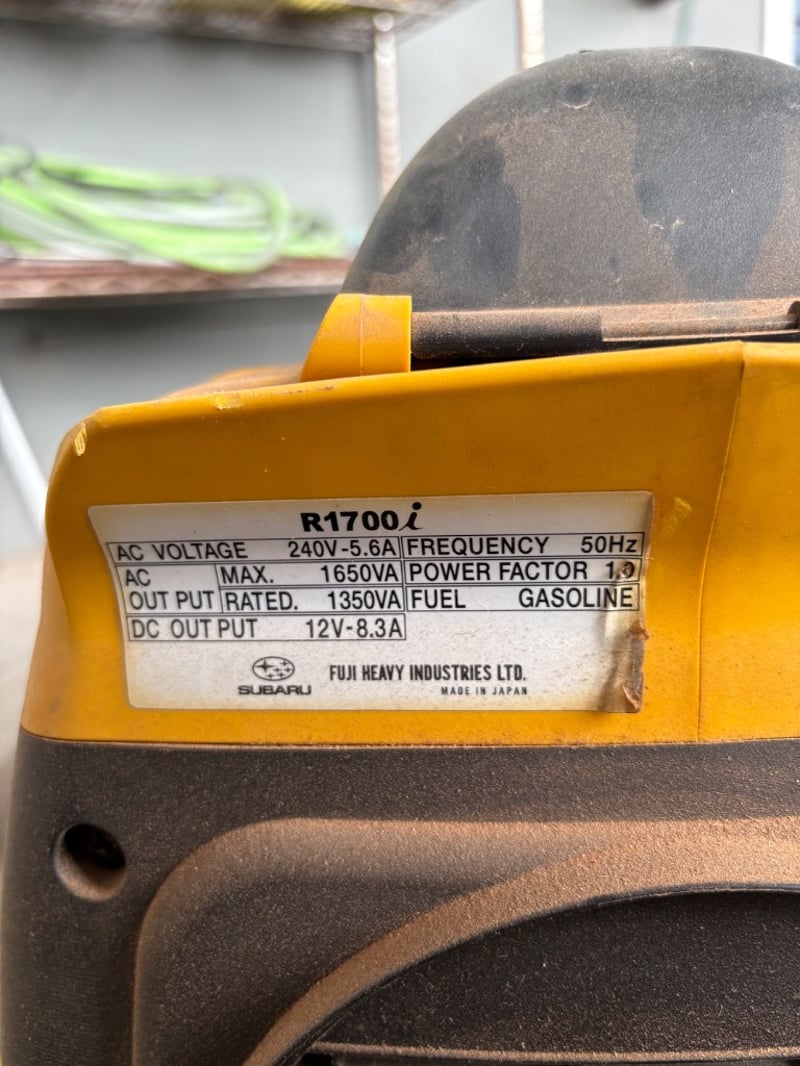 R1700i
AC VOLTAGE 240V-5.6A FREQUENCY 50Hz
AC OUT PUT MAX. 1650VA POWER FACTOR 1.0
RATED. 1350VA FUEL GASOLINE
DC OUT PUT 12V-8.3A
SUBARU FUJI HEAVY INDUSTRIES LTD.
MADE IN JAPAN